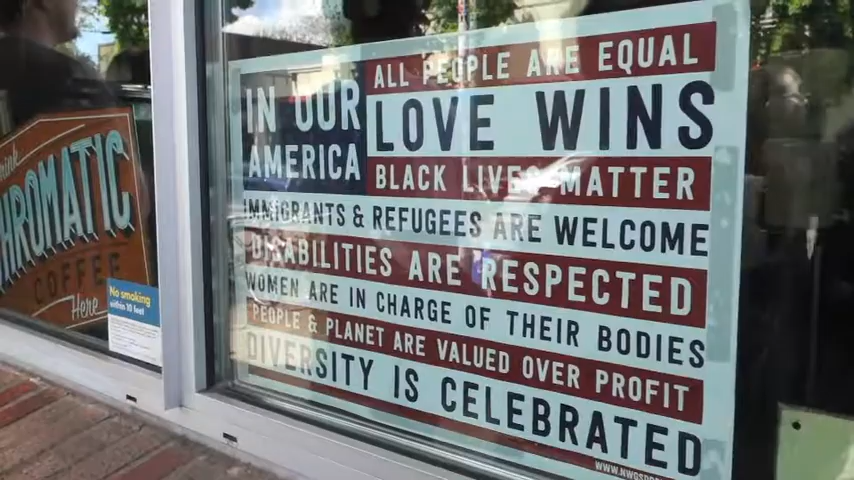 Drink
CHROMATIC
COFFEE
Here
No smoking
within 10 feet
IN OUR
AMERICA
ALL PEOPLE ARE EQUAL
LOVE WINS
BLACK LIVES MATTER
IMMIGRANTS & REFUGEES ARE WELCOME
DISABILITIES ARE RESPECTED
WOMEN ARE IN CHARGE OF THEIR BODIES
PEOPLE & PLANET ARE VALUED OVER PROFIT
DIVERSITY IS CELEBRATED